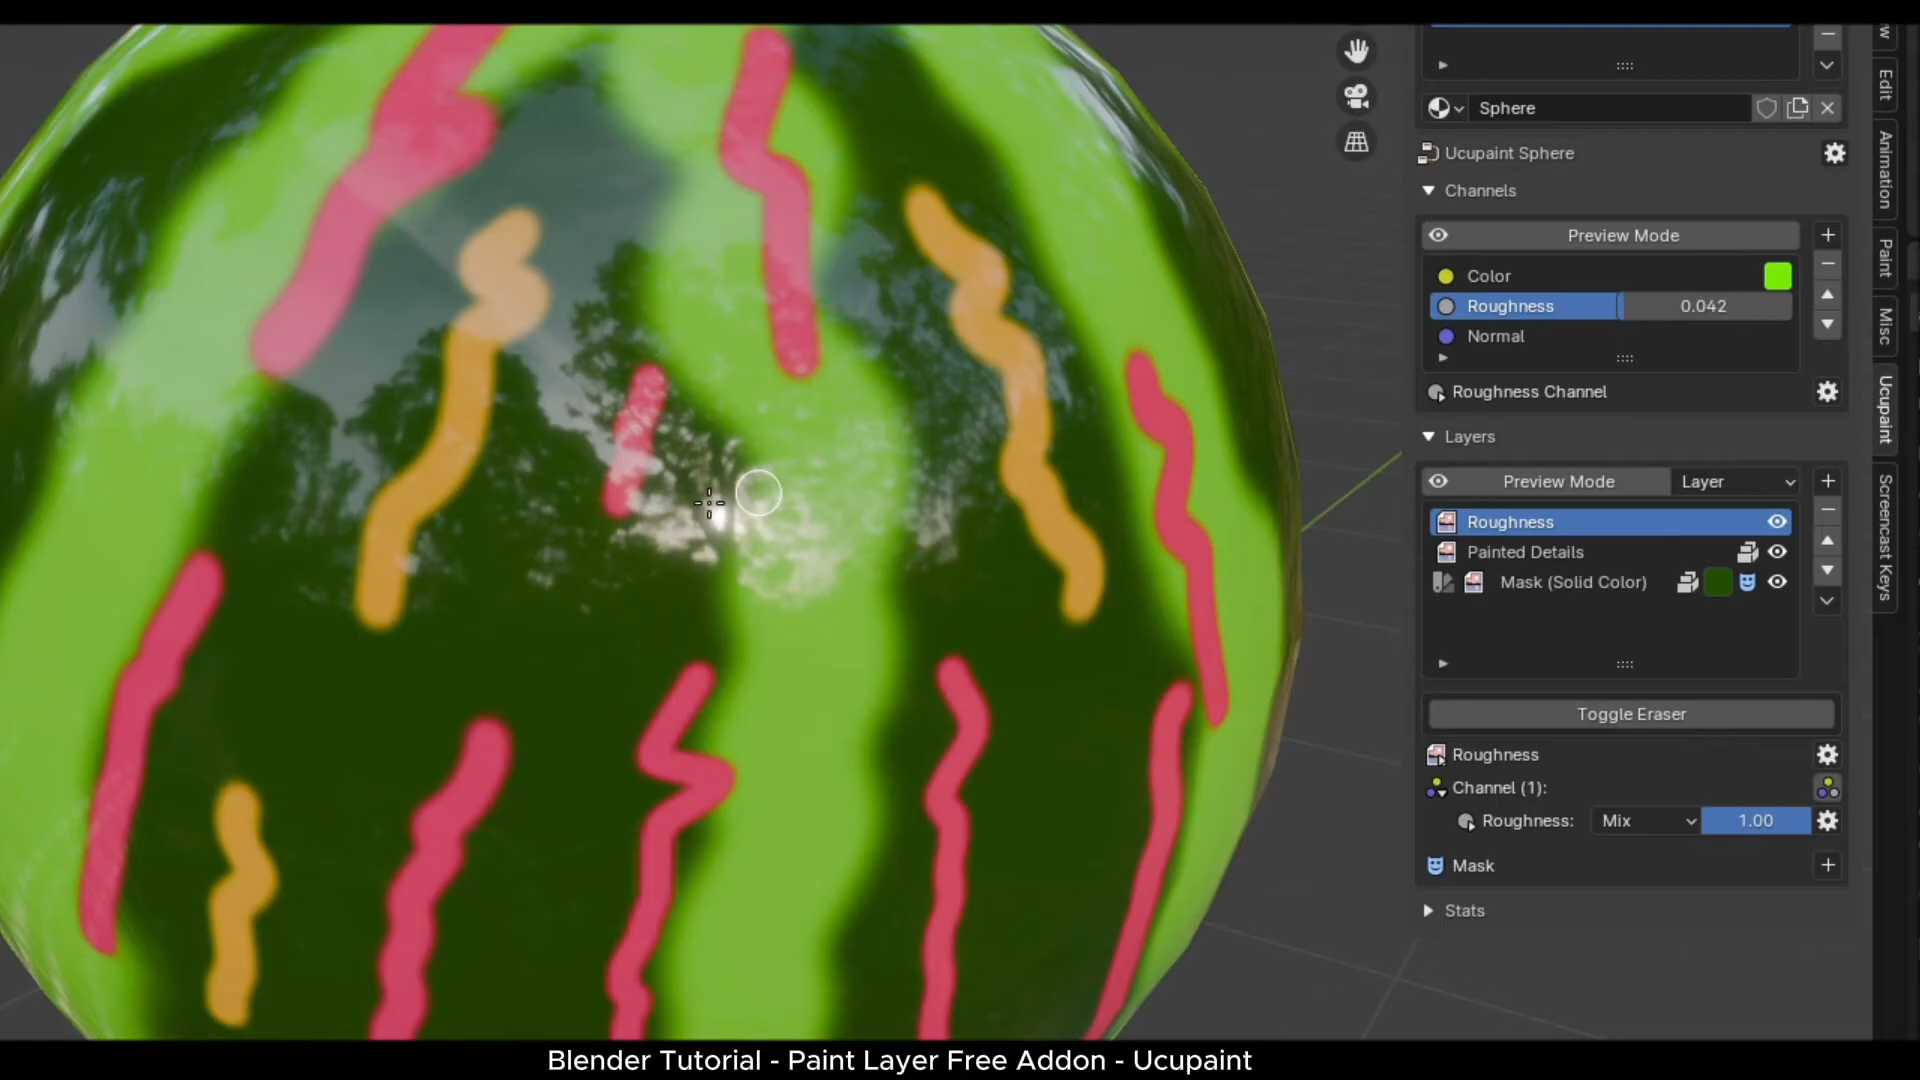 Sphere
Ucupaint Sphere
Channels
Preview Mode
Color
Roughness 0.042
Normal
Roughness Channel
Layers
Preview Mode Layer
Roughness
Painted Details
Mask (Solid Color)
Toggle Eraser
Roughness
Channel (1):
Roughness: Mix 1.00
Mask
Stats
Edit
Animation
Paint
Misc
Ucupaint
Screencast Keys
Blender Tutorial - Paint Layer Free Addon - Ucupaint